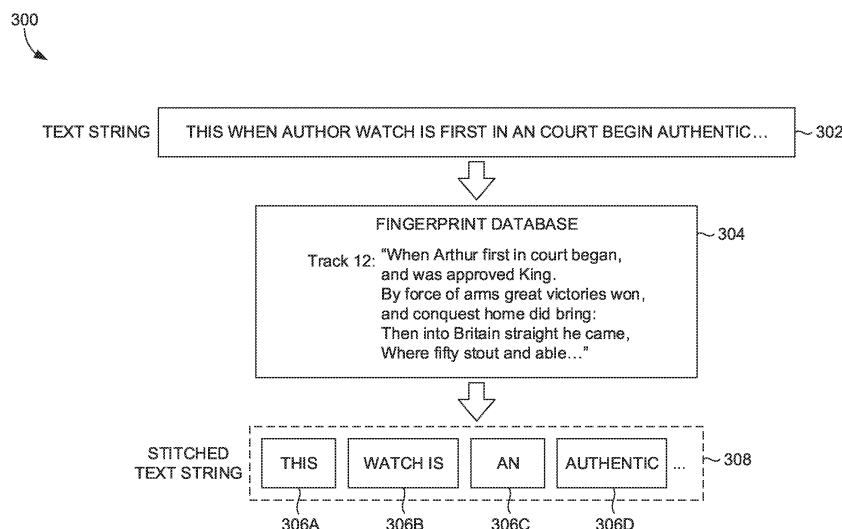 300
TEXT STRING THIS WHEN AUTHOR WATCH IS FIRST IN AN COURT BEGIN AUTHENTIC... 302
FINGERPRINT DATABASE
304
Track 12: "When Arthur first in court began,
and was approved King.
By force of arms great victories won,
and conquest home did bring:
Then into Britain straight he came,
Where fifty stout and able..."
STITCHED
TEXT STRING
THIS WATCH IS AN AUTHENTIC ... 308
306A 306B 306C 306D